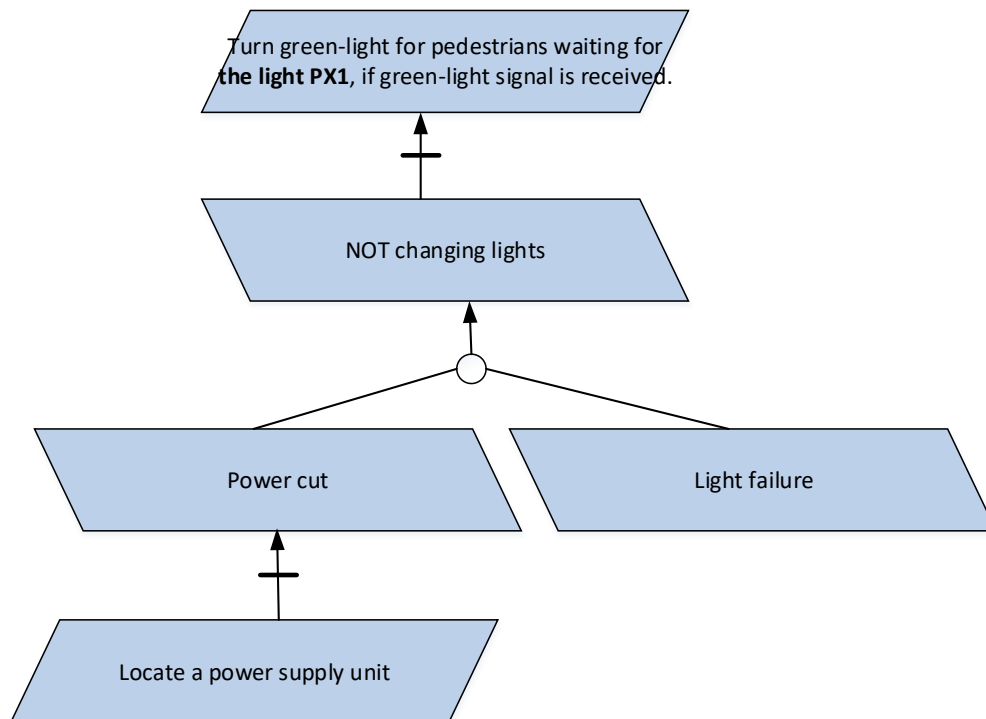 Turn green-light for pedestrians waiting for
the light PX1, if green-light signal is received.
NOT changing lights
Power cut
Light failure
Locate a power supply unit